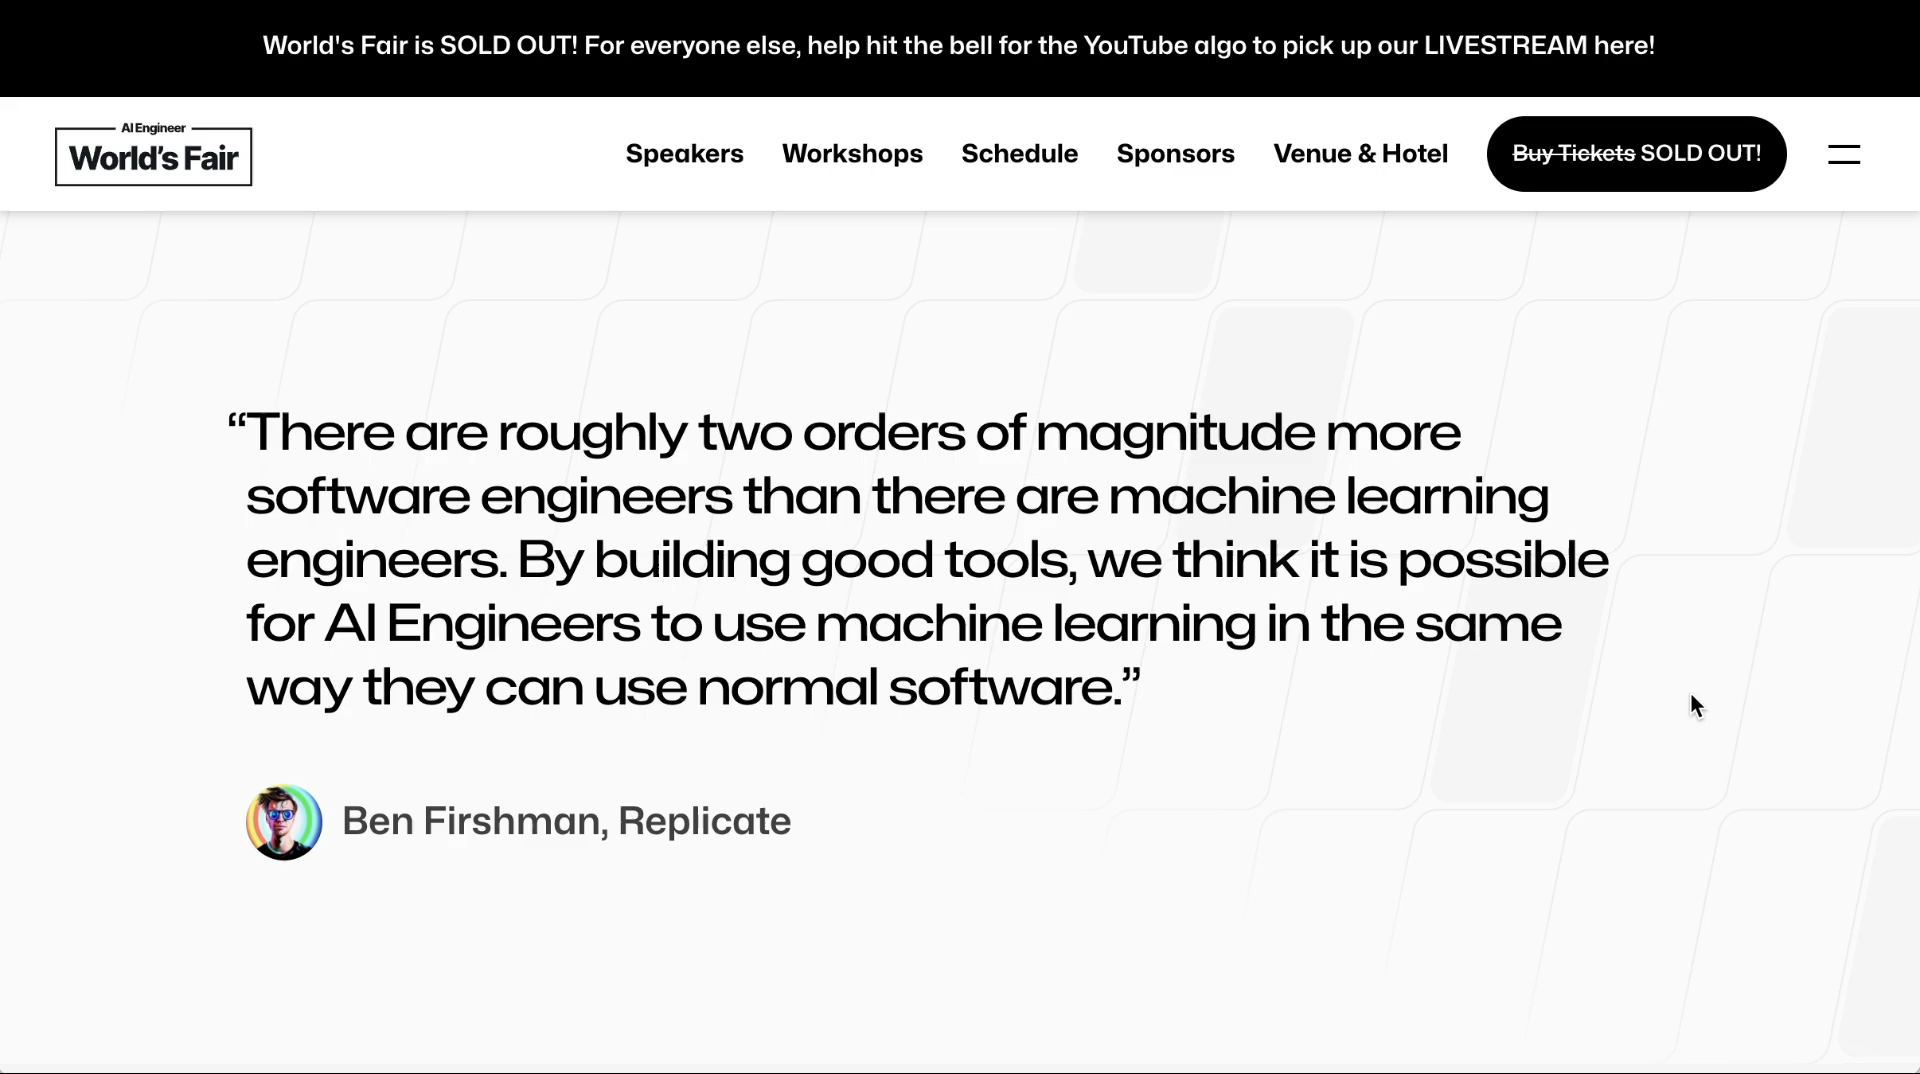 World's Fair is SOLD OUT! For everyone else, help hit the bell for the YouTube algo to pick up our LIVESTREAM here!
AI Engineer
World's Fair
Speakers
Workshops
Schedule
Sponsors
Venue & Hotel
Buy Tickets SOLD OUT!
“There are roughly two orders of magnitude more
software engineers than there are machine learning
engineers. By building good tools, we think it is possible
for AI Engineers to use machine learning in the same
way they can use normal software.”
Ben Firshman, Replicate